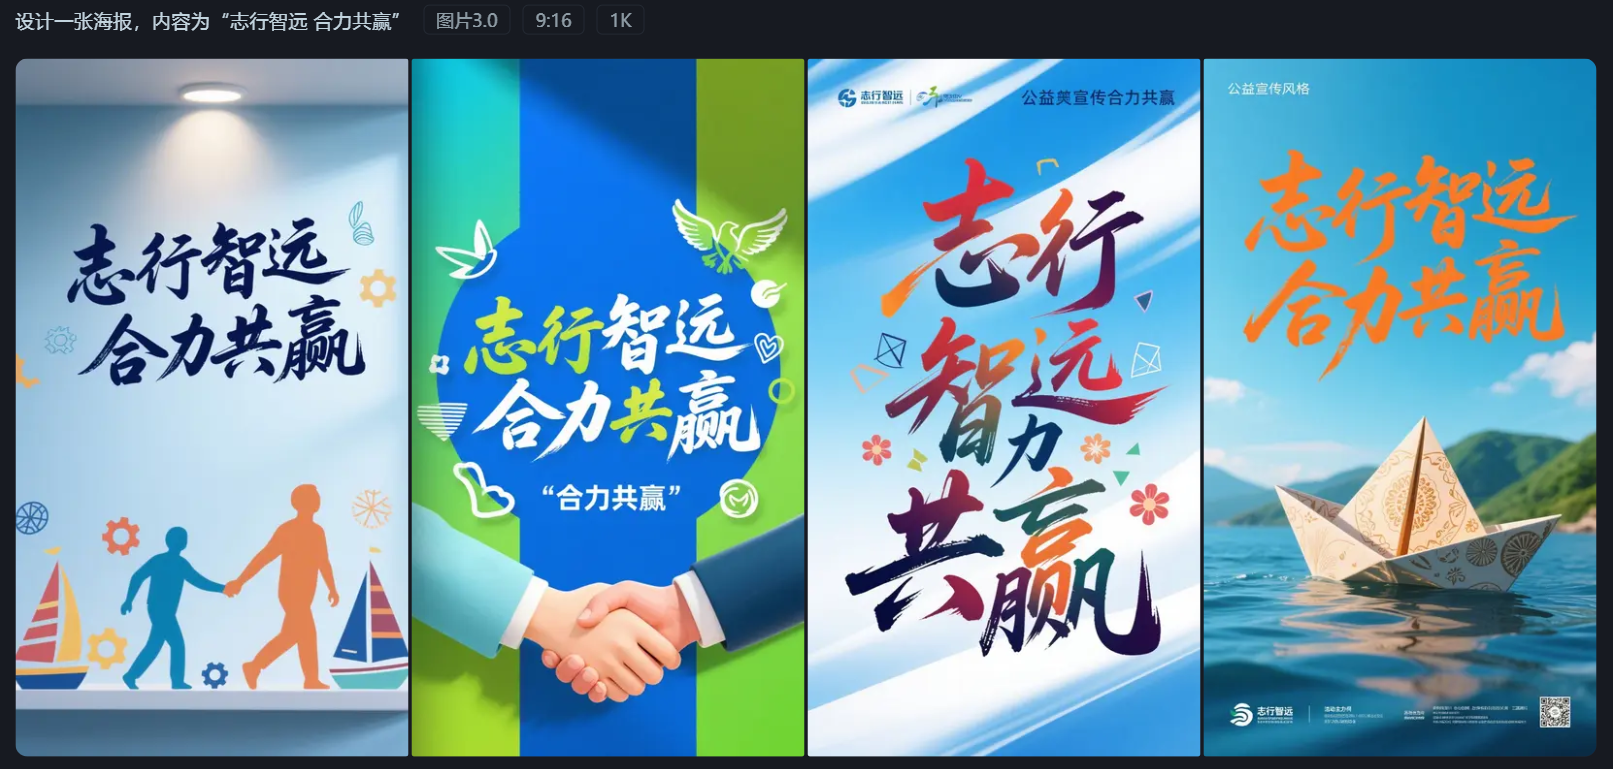 设计一张海报，内容为“志行智远 合力共赢” 图片3.0 9:16 1K
志行智远
合力共赢
志行智远
合力共赢
“合力共赢”
志行智远
公益美宣传合力共赢
志行
智远
力
共赢
公益宣传风格
志行智远
合力共赢
志行智远